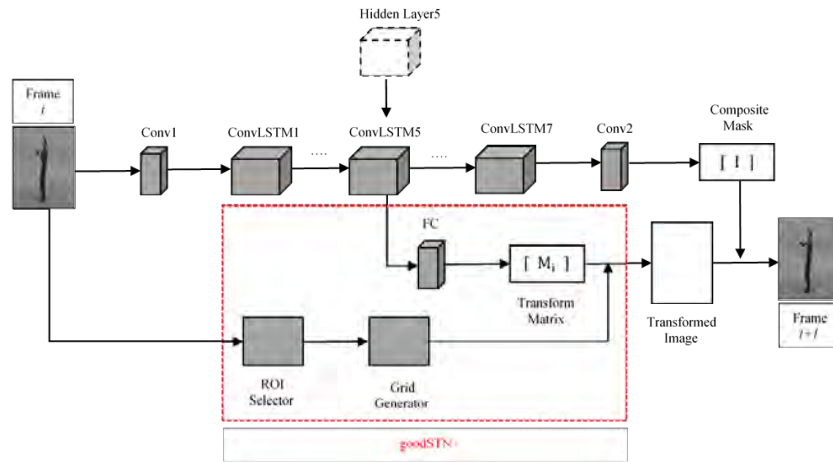 Hidden Layer5
Frame
i
Conv1
ConvLSTM1
....
ConvLSTM5
....
ConvLSTM7
Conv2
Composite
Mask
[ I ]
FC
[ Mi ]
Transform
Matrix
ROI
Selector
Grid
Generator
Transformed
Image
Frame
i+1
goodSTN